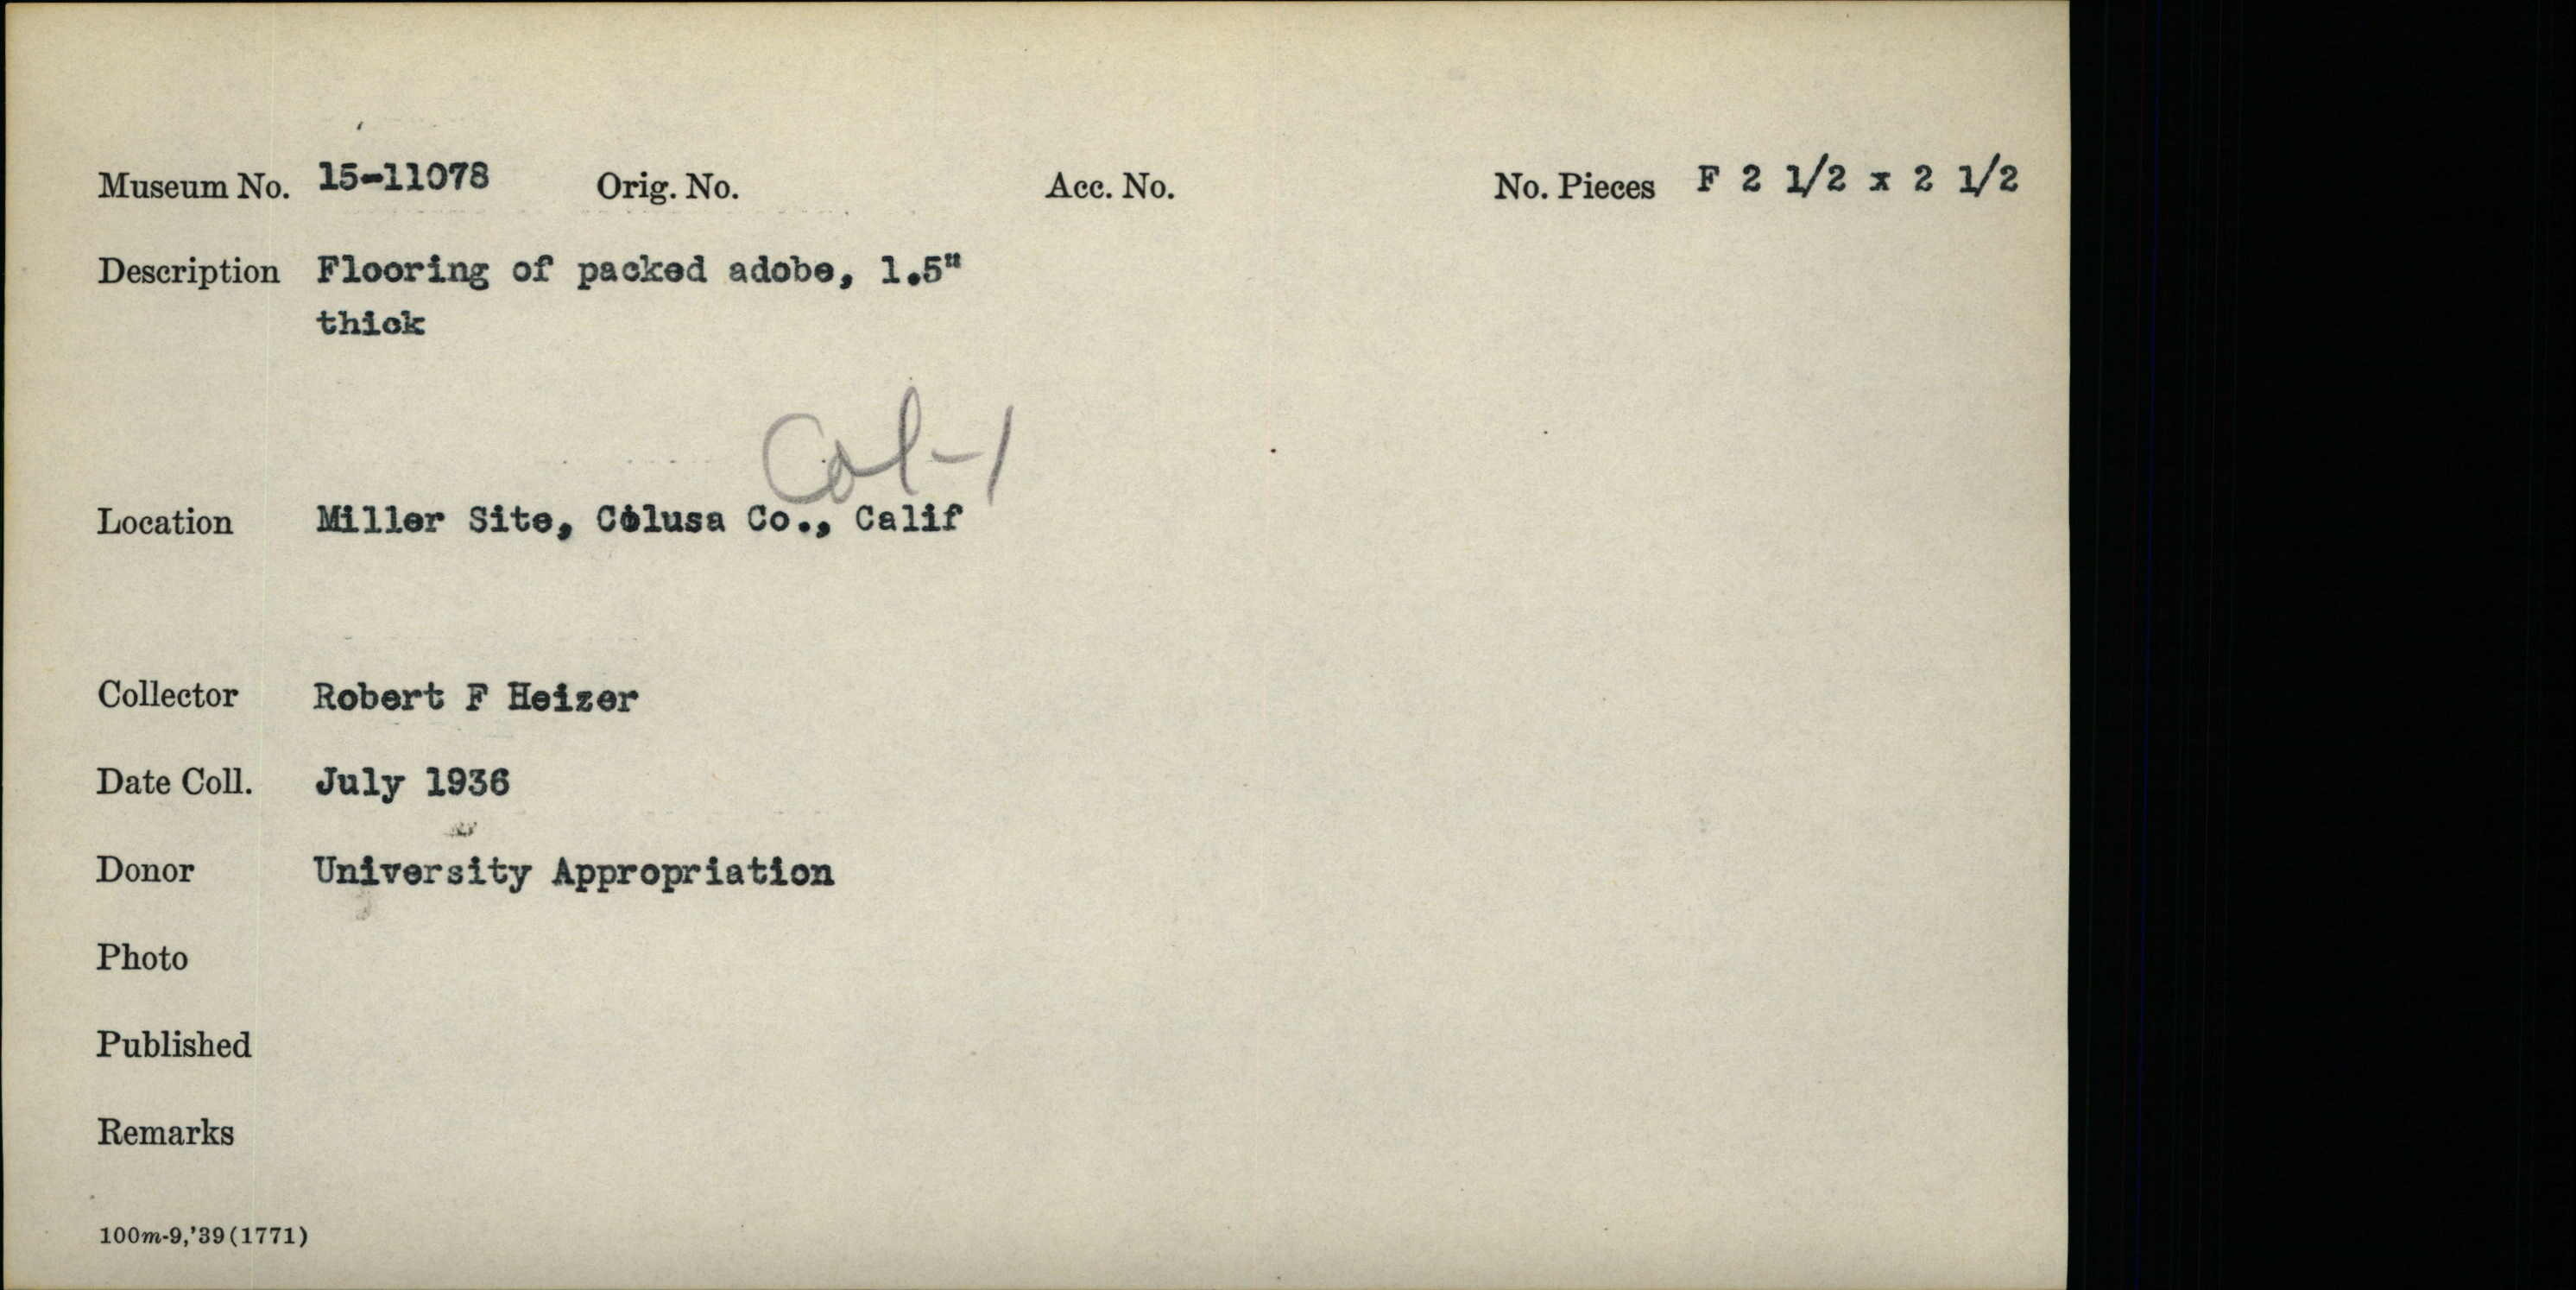 Museum No. 15-11078 Orig. No. Acc. No. No. Pieces F 2 1/2 x 2 1/2
Description Flooring of packed adobe, 1.5"
thick
Col-1
Location Miller Site, Colusa Co., Calif
Collector Robert F Heizer
Date Coll. July 1936
Donor University Appropriation
Photo
Published
Remarks
100m-9,'39(1771)